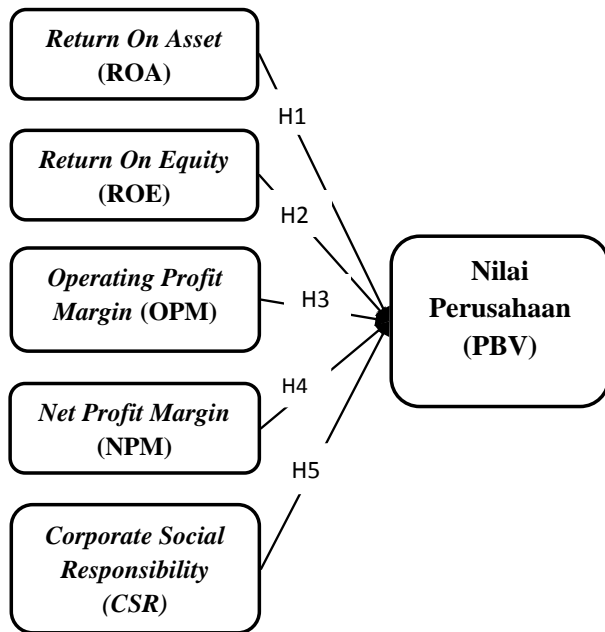 Return On Asset
(ROA)
H1
Return On Equity
(ROE)
H2
Operating Profit
Margin (OPM)
H3
Nilai
Perusahaan
(PBV)
Net Profit Margin
(NPM)
H4
H5
Corporate Social
Responsibility
(CSR)